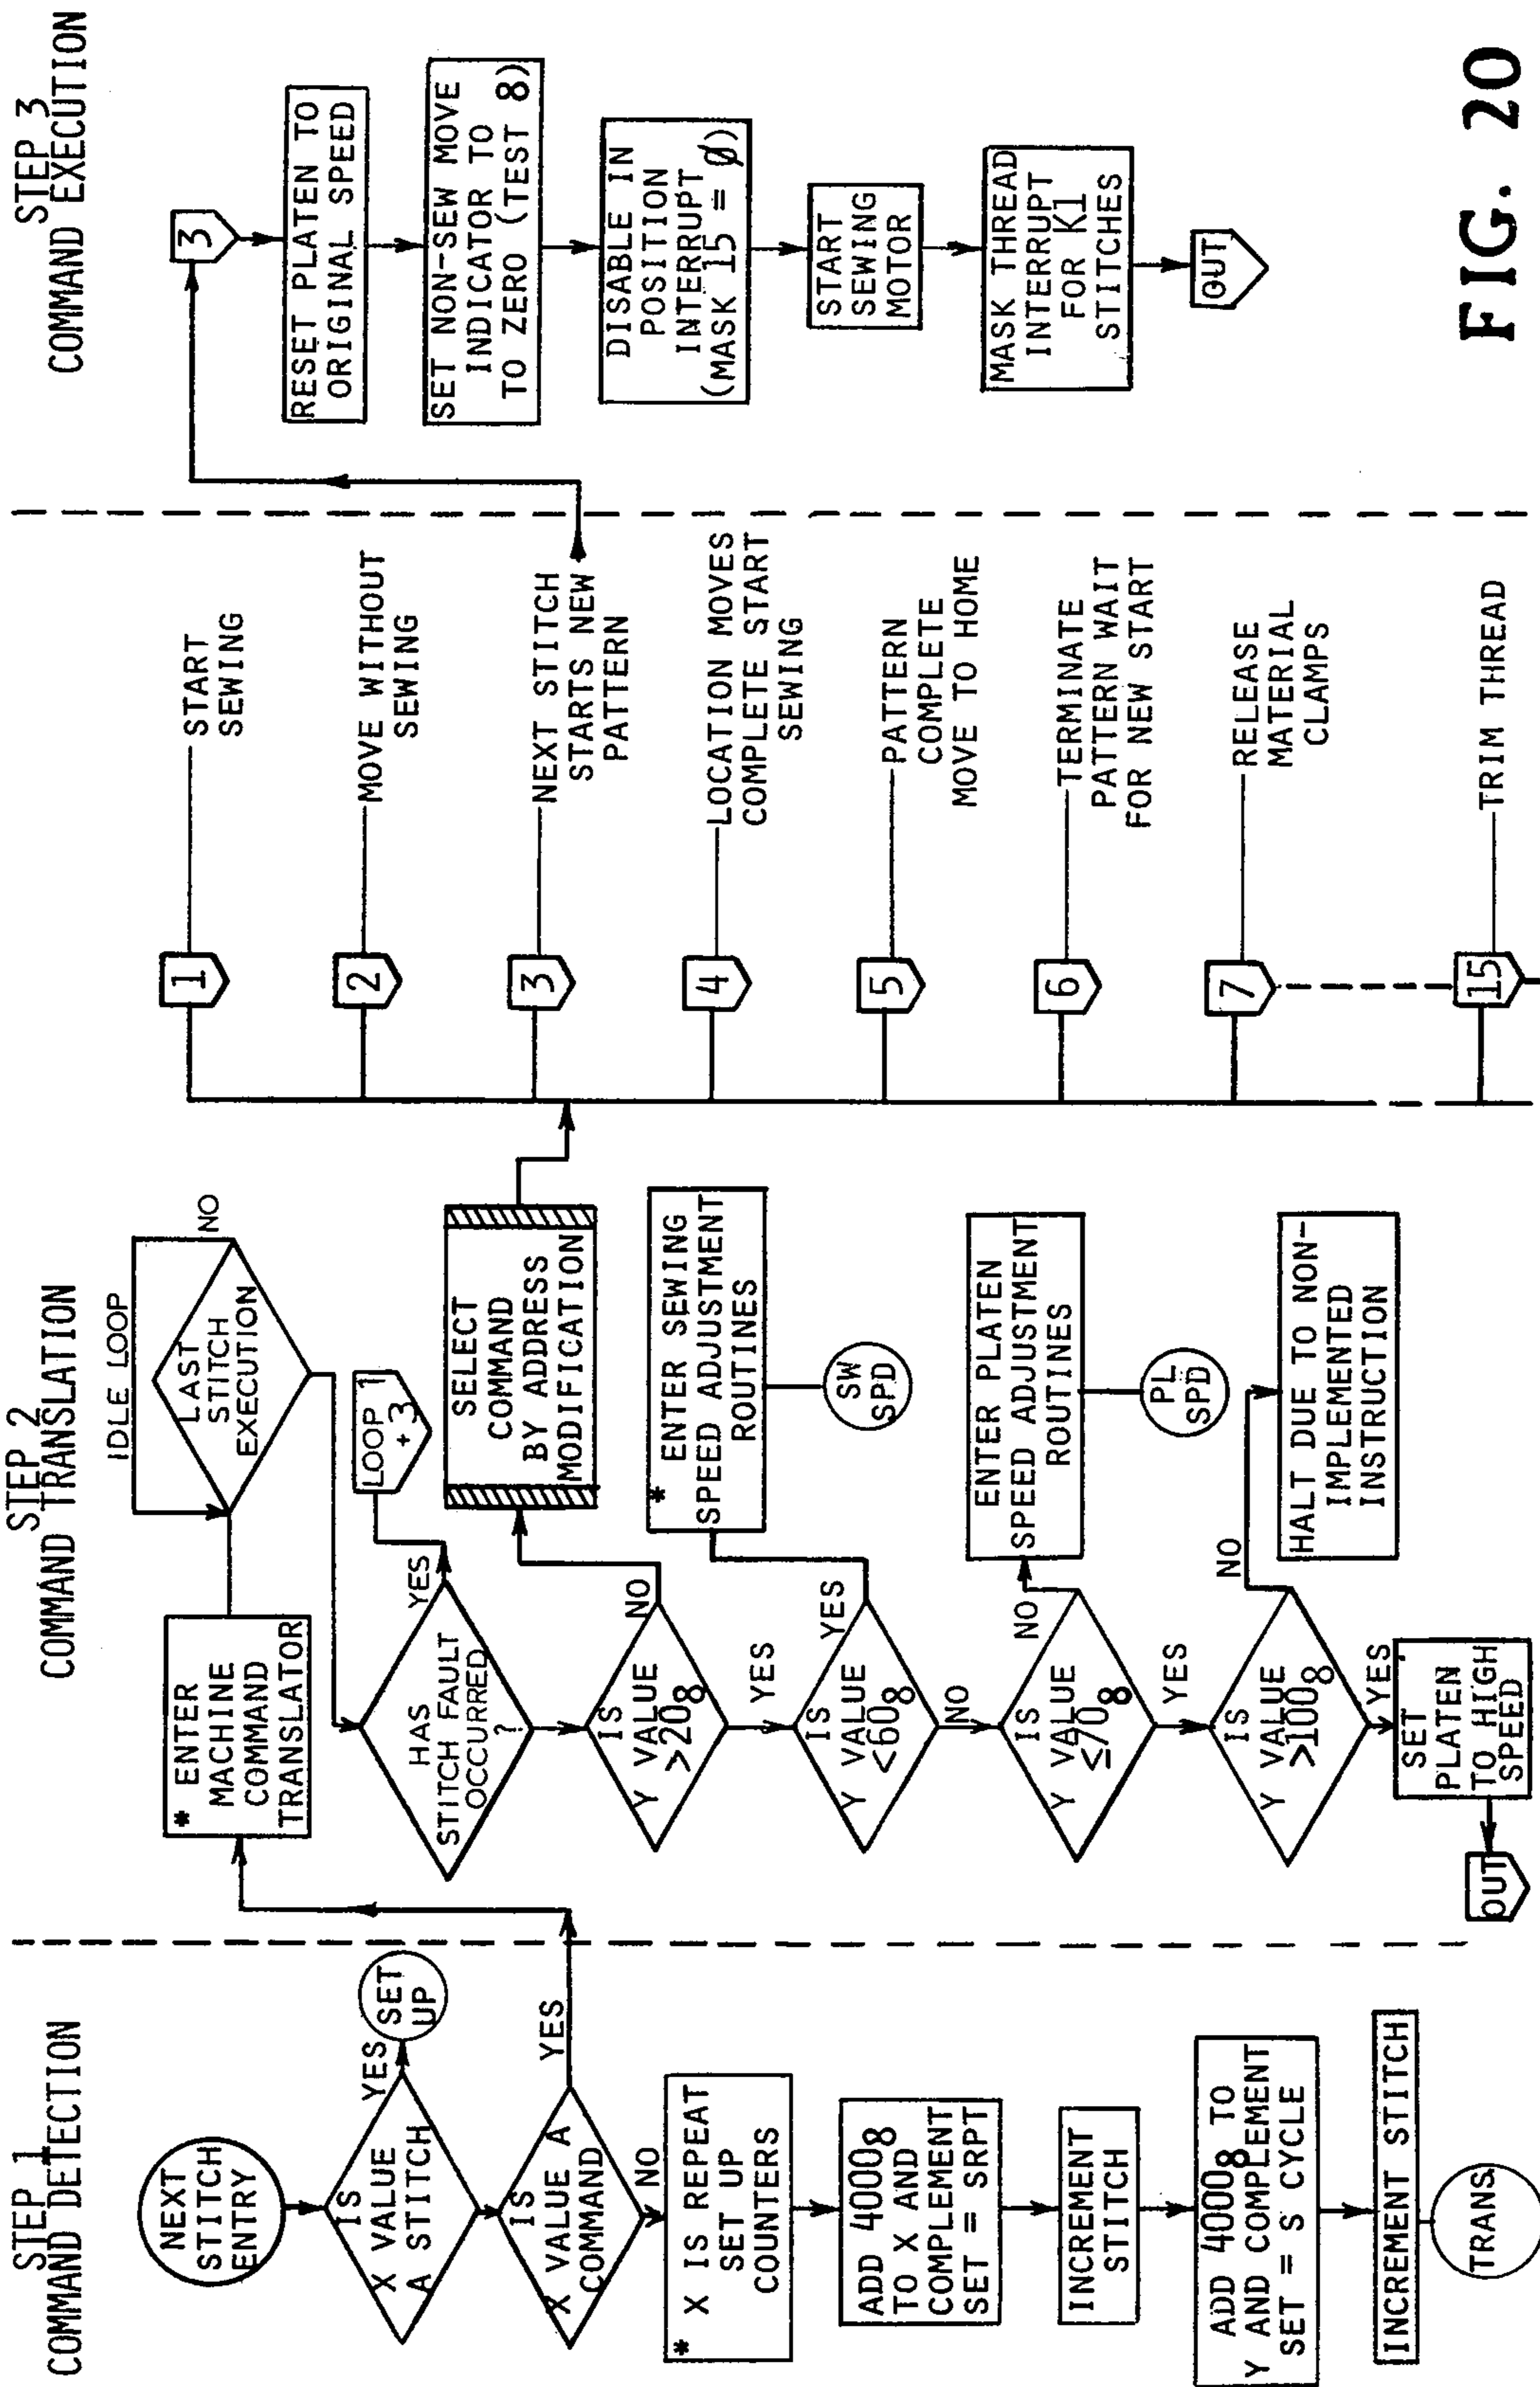 STEP 1
COMMAND DETECTION
NEXT
STITCH
ENTRY
IS
X VALUE
A STITCH
YES
SET
UP
IS
X VALUE A
COMMAND
YES
NO
* X IS REPEAT
SET UP
COUNTERS
ADD 4000₈
TO X AND
COMPLEMENT
SET = SRPT
INCREMENT
STITCH
ADD 4000₈ TO
Y AND COMPLEMENT
SET = S CYCLE
INCREMENT STITCH
TRANS.
STEP 2
COMMAND TRANSLATION
* ENTER
MACHINE
COMMAND
TRANSLATOR
IDLE LOOP
LAST
STITCH
EXECUTION
NO
HAS
STITCH FAULT
OCCURED
?
YES
LOOP 1
+ 3
IS
Y VALUE
>20₈
NO
SELECT
COMMAND
BY ADDRESS
MODIFICATION
YES
IS
Y VALUE
<60₈
YES
* ENTER SEWING
SPEED ADJUSTMENT
ROUTINES
SW
SPD
NO
IS
Y VALUE
≤70₈
NO
ENTER PLATEN
SPEED ADJUSTMENT
ROUTINES
PL
SPD
YES
IS
Y VALUE
>100₈
NO
HALT DUE TO NON-
IMPLEMENTED
INSTRUCTION
YES
SET
PLATEN
TO HIGH
SPEED
OUT
1
START
SEWING
2
MOVE WITHOUT
SEWING
3
NEXT STITCH
STARTS NEW
PATTERN
4
LOCATION MOVES
COMPLETE START
SEWING
5
PATTERN
COMPLETE
MOVE TO HOME
6
TERMINATE
PATTERN WAIT
FOR NEW START
7
RELEASE
MATERIAL
CLAMPS
15
TRIM THREAD
STEP 3
COMMAND EXECUTION
3
RESET PLATEN TO
ORIGINAL SPEED
SET NON-SEW MOVE
INDICATOR TO
TO ZERO (TEST 8)
DISABLE IN
POSITION
INTERRUPT
(MASK 15 = Ø)
START
SEWING
MOTOR
MASK THREAD
INTERRUPT
FOR K1
STITCHES
OUT
FIG. 20